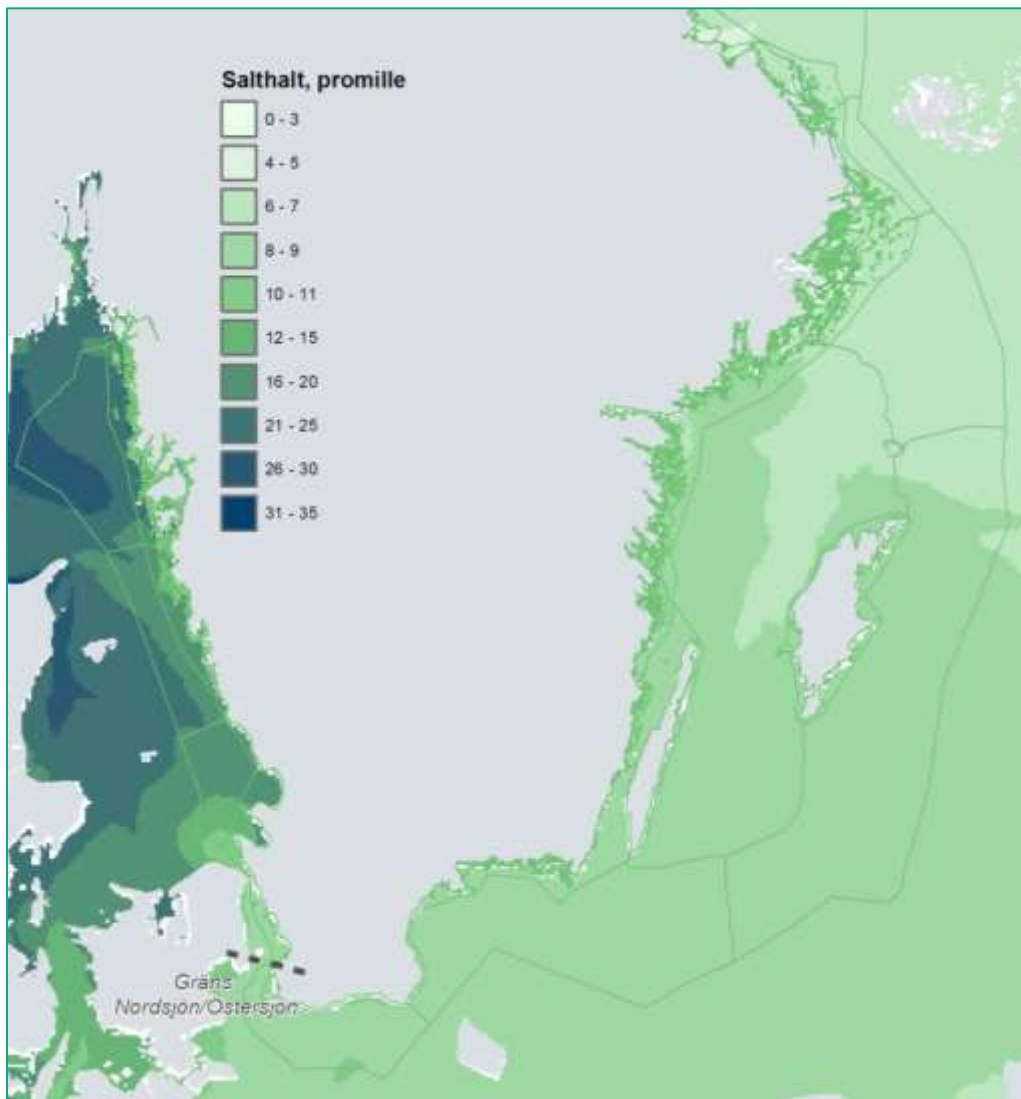 Salthalt, promille
0 - 3
4 - 5
6 - 7
8 - 9
10 - 11
12 - 15
16 - 20
21 - 25
26 - 30
31 - 35
Gräns
Nordsjön/Östersjön